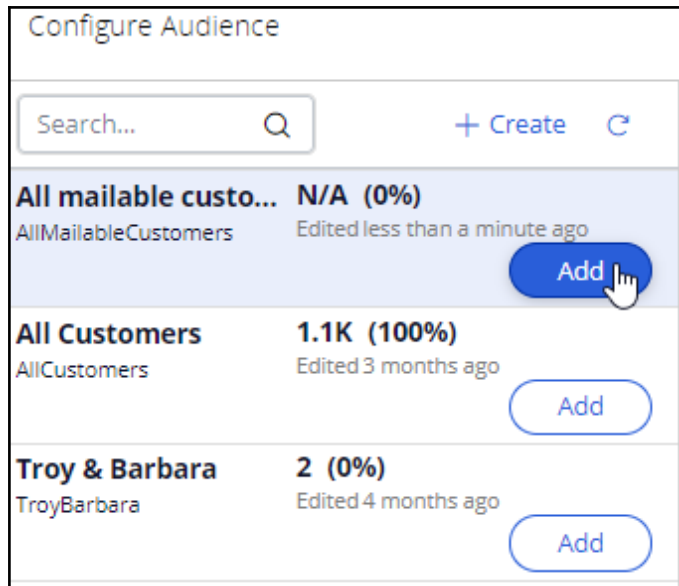 Configure Audience
Search...
+ Create
All mailable custo... N/A (0%)
AllMailableCustomers Edited less than a minute ago
Add
All Customers 1.1K (100%)
AllCustomers Edited 3 months ago
Add
Troy & Barbara 2 (0%)
TroyBarbara Edited 4 months ago
Add